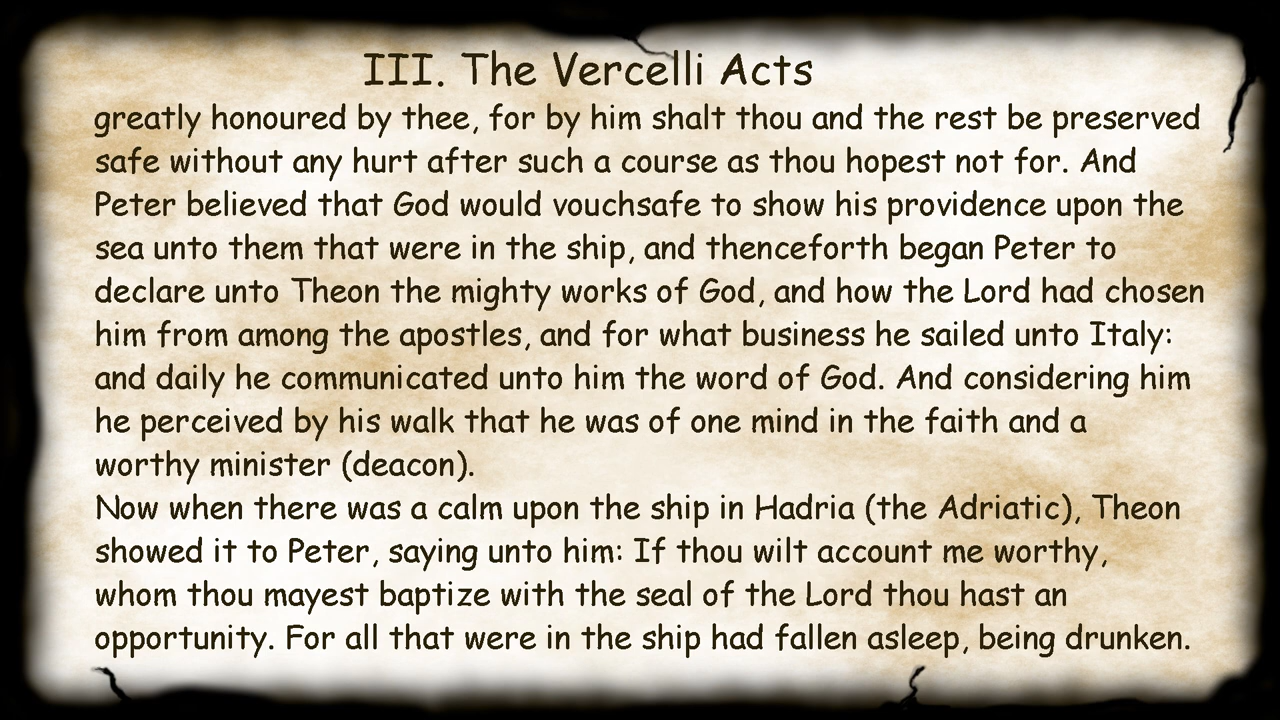 III. The Vercelli Acts
greatly honoured by thee, for by him shalt thou and the rest be preserved
safe without any hurt after such a course as thou hopest not for. And
Peter believed that God would vouchsafe to show his providence upon the
sea unto them that were in the ship, and thenceforth began Peter to
declare unto Theon the mighty works of God, and how the Lord had chosen
him from among the apostles, and for what business he sailed unto Italy:
and daily he communicated unto him the word of God. And considering him
he perceived by his walk that he was of one mind in the faith and a
worthy minister (deacon).
Now when there was a calm upon the ship in Hadria (the Adriatic), Theon
showed it to Peter, saying unto him: If thou wilt account me worthy,
whom thou mayest baptize with the seal of the Lord thou hast an
opportunity. For all that were in the ship had fallen asleep, being drunken.